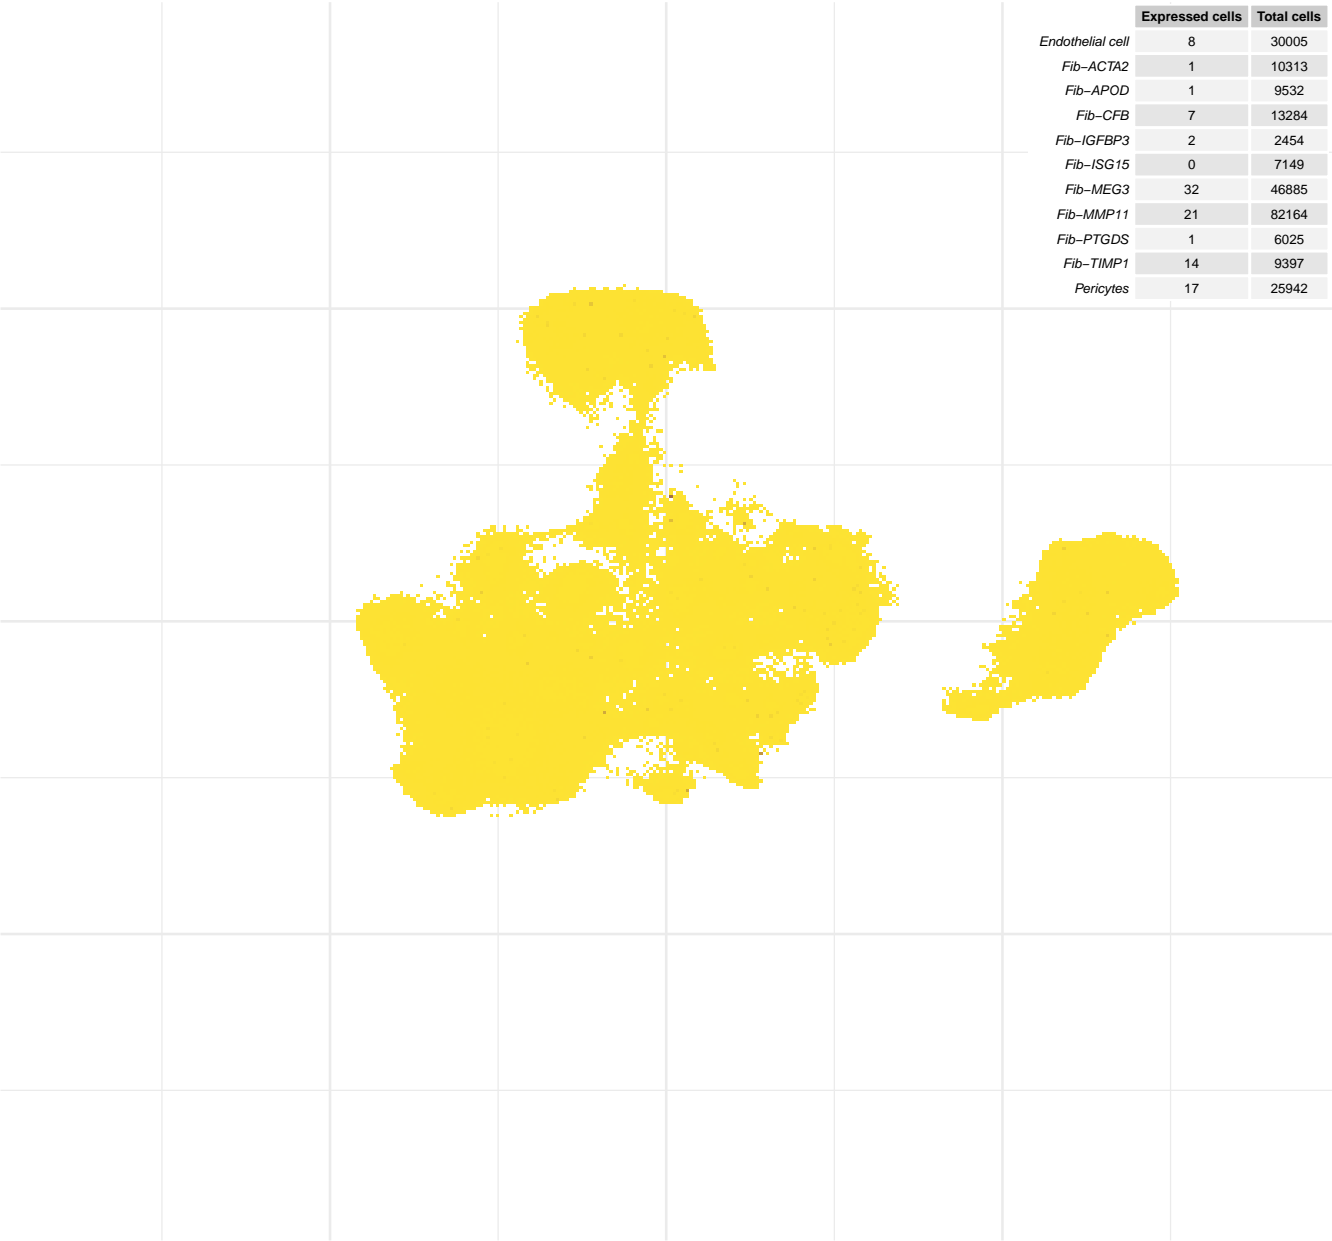 Expressed cells Total cells
Endothelial cell 8 30005
Fib−ACTA2 1 10313
Fib−APOD 1 9532
Fib−CFB 7 13284
Fib−IGFBP3 2 2454
Fib−ISG15 0 7149
Fib−MEG3 32 46885
Fib−MMP11 21 82164
Fib−PTGDS 1 6025
Fib−TIMP1 14 9397
Pericytes 17 25942